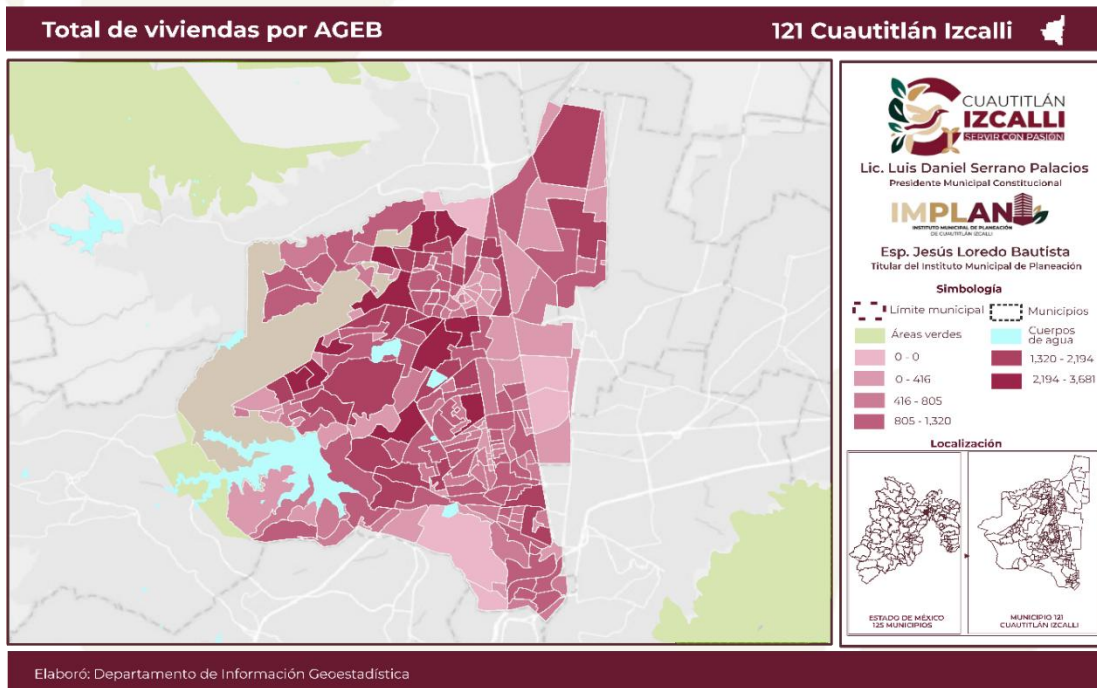 Total de viviendas por AGEB
121 Cuautitlán Izcalli
CUAUTITLÁN
IZCALLI
SERVIR CON PASIÓN
Lic. Luis Daniel Serrano Palacios
Presidente Municipal Constitucional
IMPLAN
INSTITUTO MUNICIPAL DE PLANEACIÓN
DE CUAUTITLÁN IZCALLI
Esp. Jesús Loredo Bautista
Titular del Instituto Municipal de Planeación
Simbología
Límite municipal
Municipios
Áreas verdes
Cuerpos
de agua
0 - 0
1,320 - 2,194
0 - 416
2,194 - 3,681
416 - 805
805 - 1,320
Localización
ESTADO DE MÉXICO
125 MUNICIPIOS
MUNICIPIO 121
CUAUTITLÁN IZCALLI
Elaboró: Departamento de Información Geoestadística